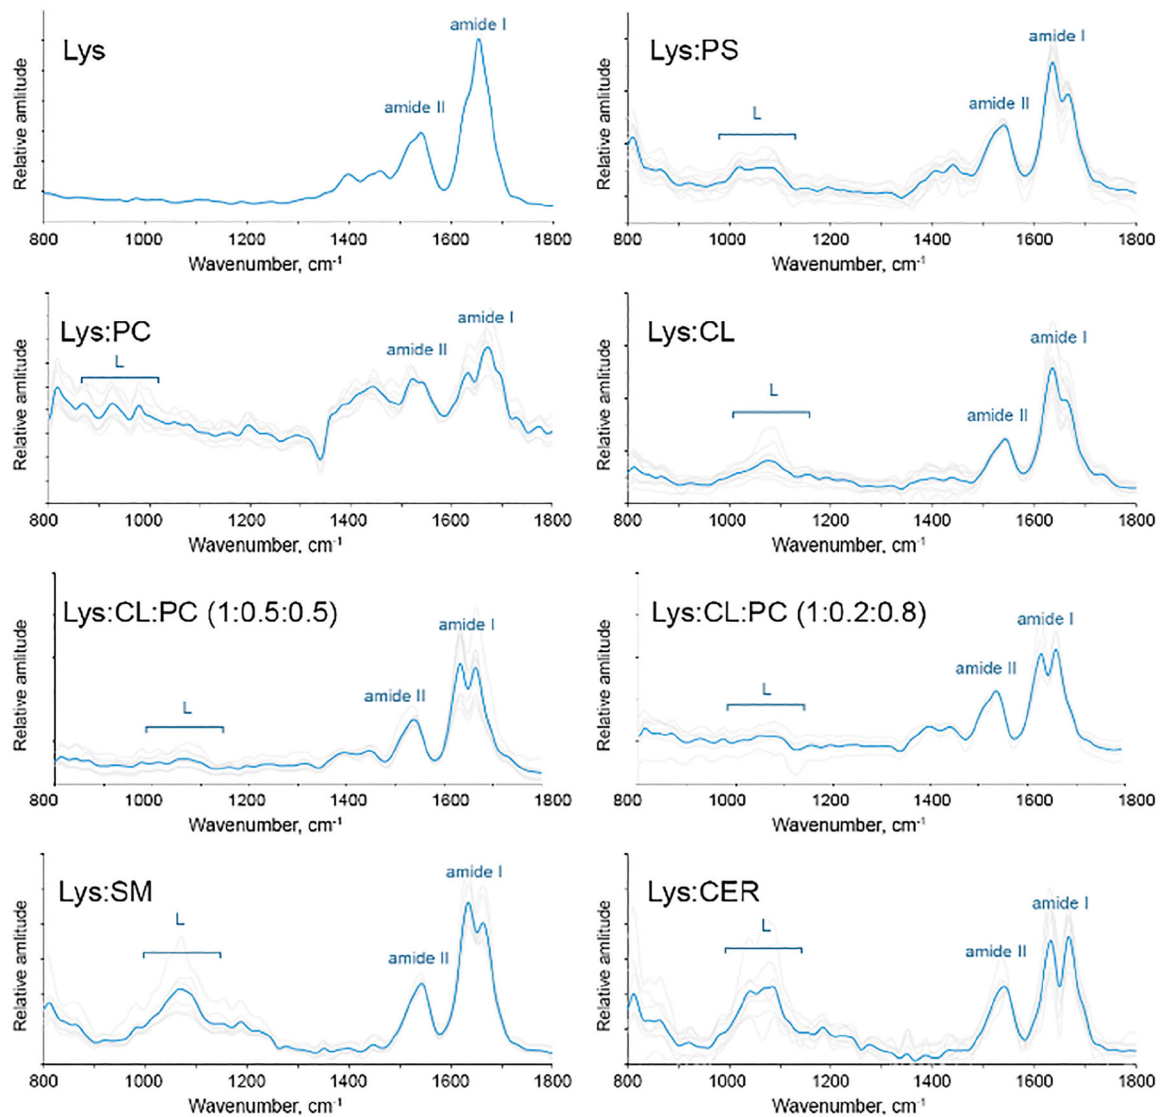 Lys
amide I
amide II
Relative amlitude
800 1000 1200 1400 1600 1800
Wavenumber, cm-1
Lys:PS
amide I
amide II
L
Relative amlitude
800 1000 1200 1400 1600 1800
Wavenumber, cm-1
Lys:PC
amide I
amide II
L
Relative amlitude
800 1000 1200 1400 1600 1800
Wavenumber, cm-1
Lys:CL
amide I
amide II
L
Relative amlitude
800 1000 1200 1400 1600 1800
Wavenumber, cm-1
Lys:CL:PC (1:0.5:0.5)
amide I
amide II
L
Relative amlitude
800 1000 1200 1400 1600 1800
Wavenumber, cm-1
Lys:CL:PC (1:0.2:0.8)
amide I
amide II
L
Relative amlitude
800 1000 1200 1400 1600 1800
Wavenumber, cm-1
Lys:SM
amide I
amide II
L
Relative amlitude
800 1000 1200 1400 1600 1800
Wavenumber, cm-1
Lys:CER
amide I
amide II
L
Relative amlitude
800 1000 1200 1400 1600 1800
Wavenumber, cm-1